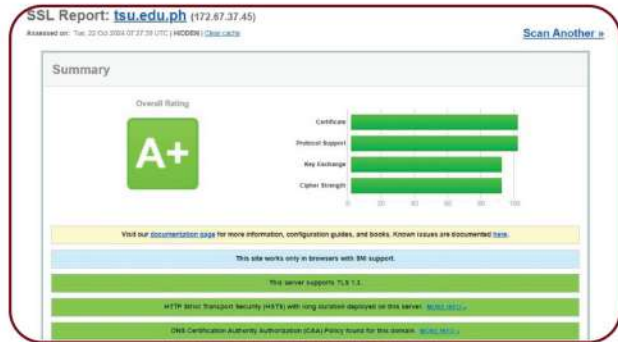 SSL Report: tsu.edu.ph (172.67.37.45)
Assessed on: Tue, 22 Oct 2024 07:37:39 UTC | HIDDEN | Clear cache
Scan Another »
Summary
Overall Rating
A+
Certificate
Protocol Support
Key Exchange
Cipher Strength
0 20 40 60 80 100
Visit our documentation page for more information, configuration guides, and books. Known issues are documented here.
This site works only in browsers with SNI support.
This server supports TLS 1.3.
HTTP Strict Transport Security (HSTS) with long duration deployed on this server. MORE INFO »
DNS Certification Authority Authorization (CAA) Policy found for this domain. MORE INFO »